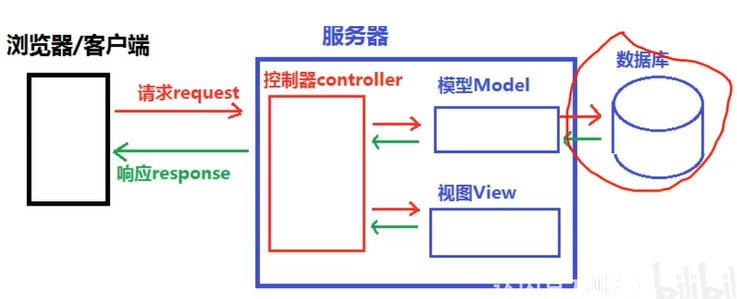 浏览器/客户端
服务器
数据库
请求request
控制器controller
模型Model
响应response
视图View
bilibili